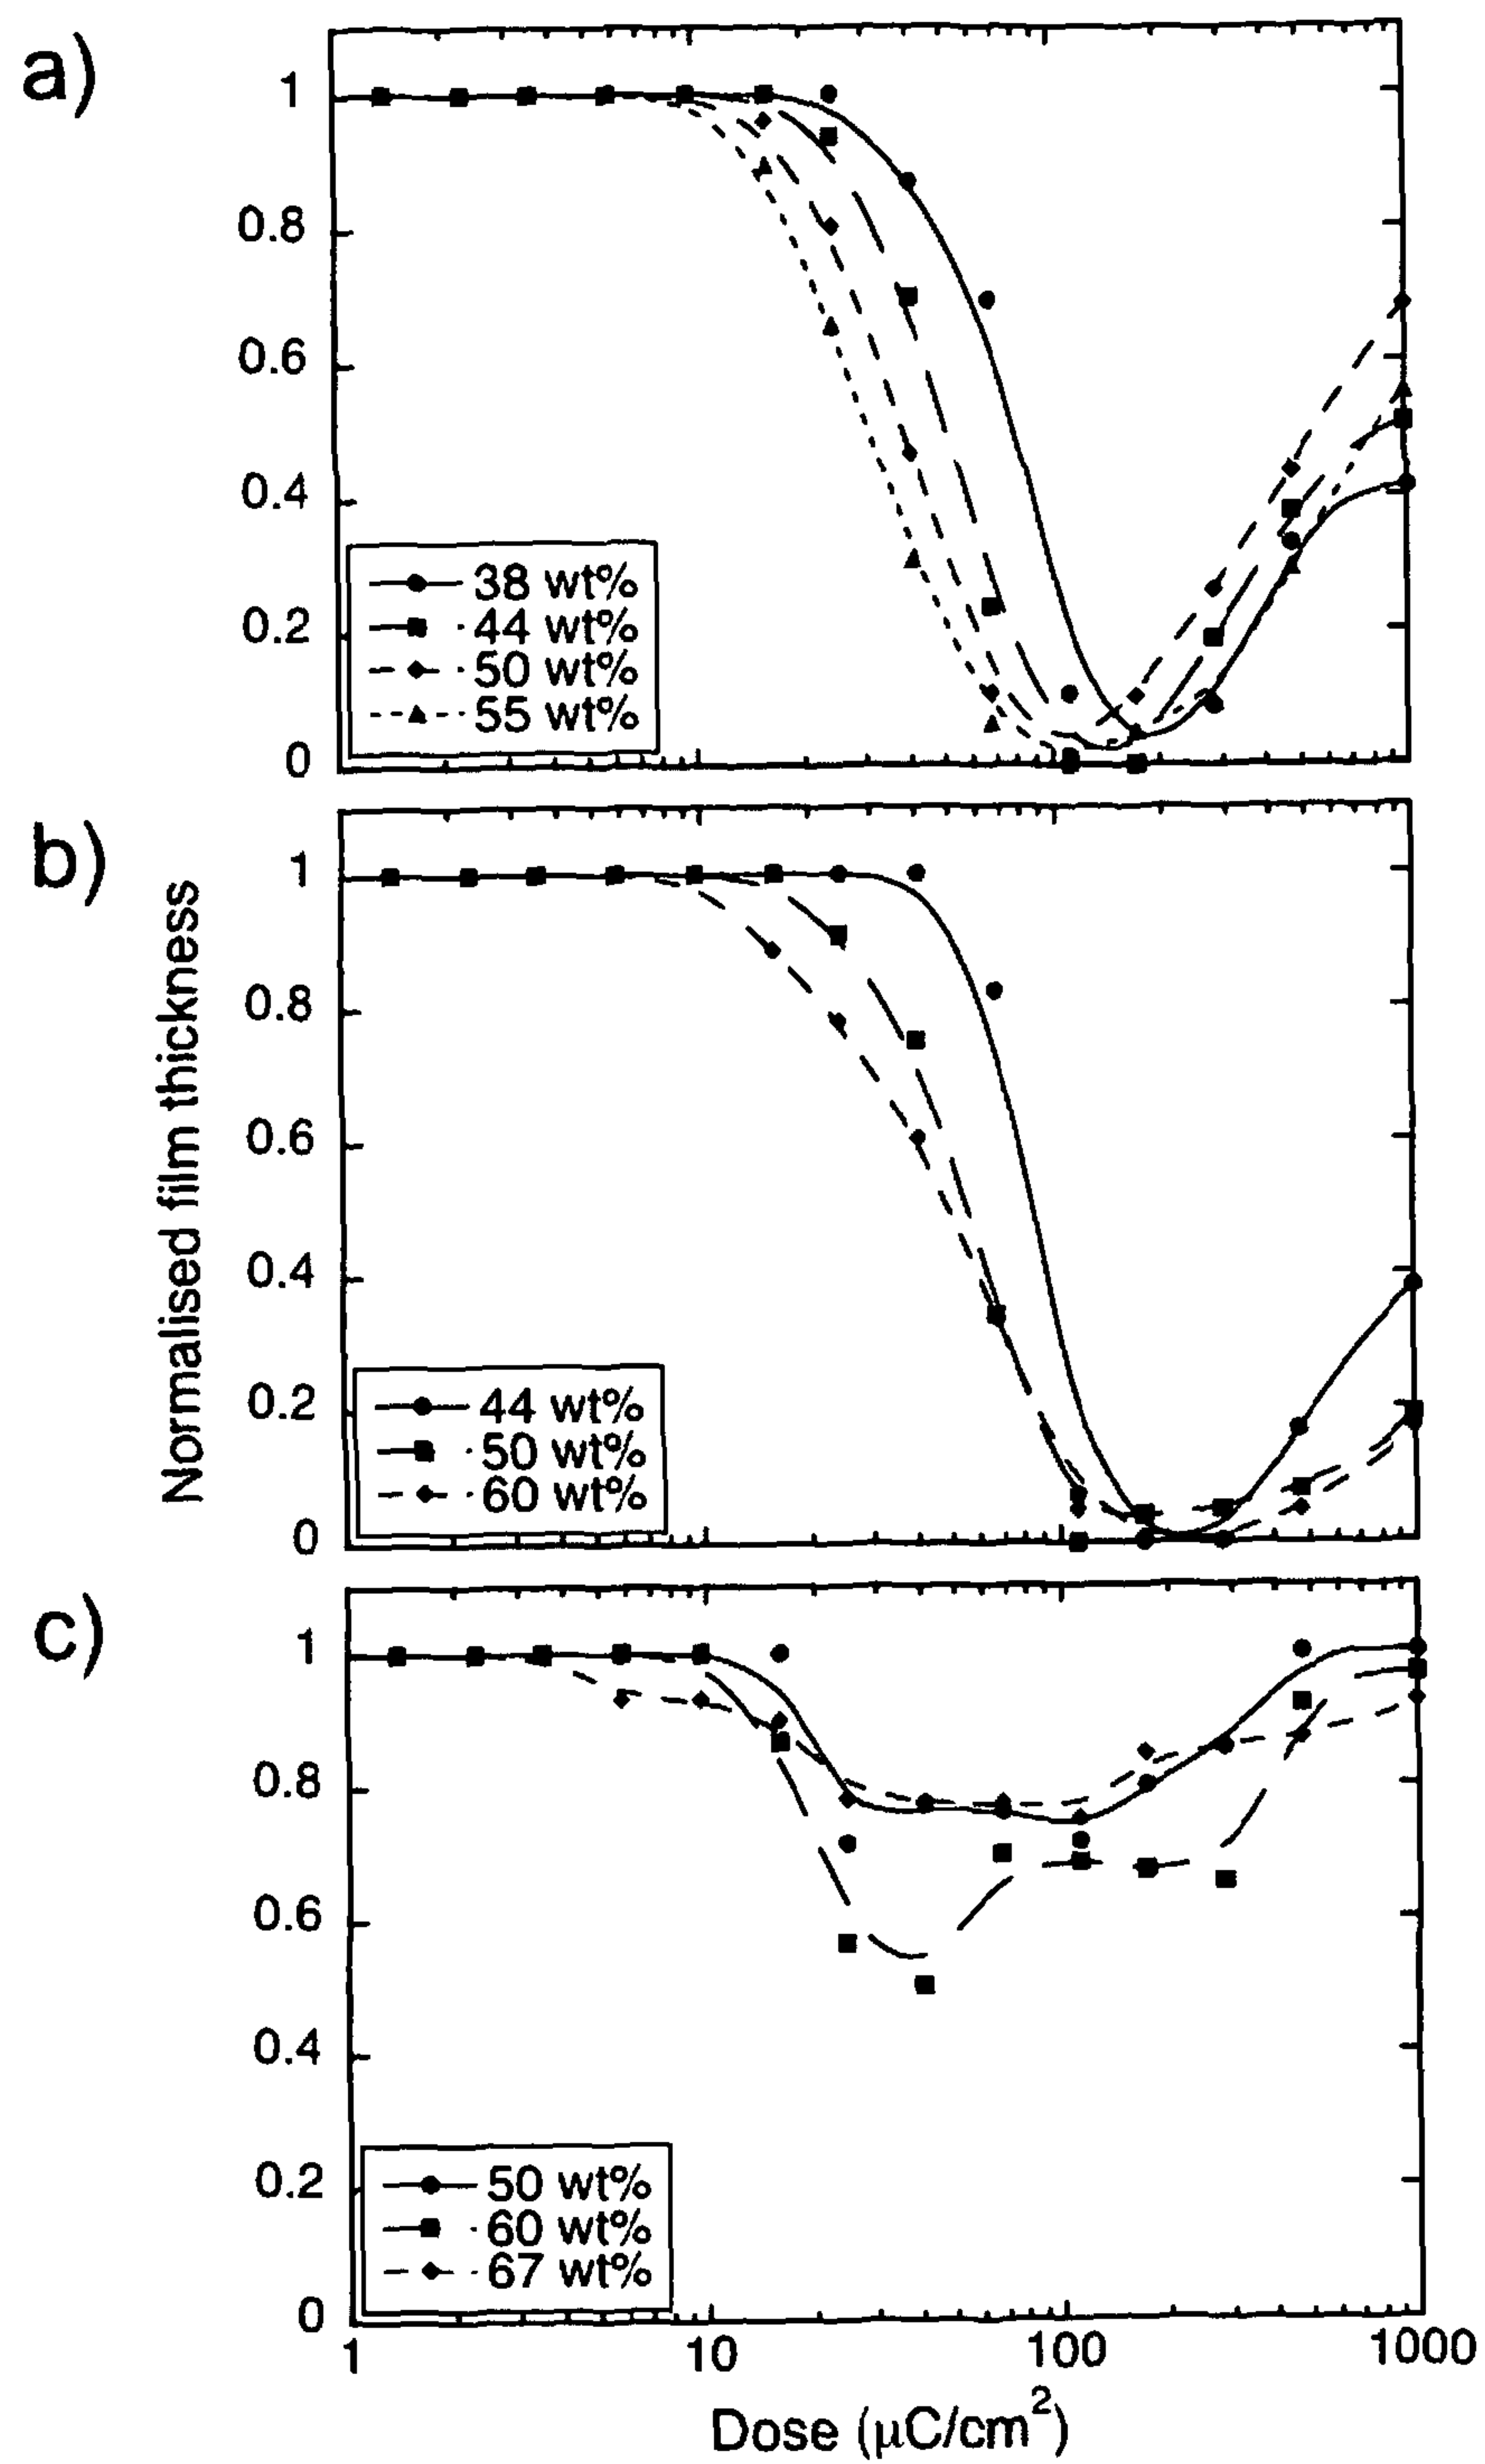 a)
1
0.8
0.6
0.4
0.2
0
38 wt%
44 wt%
50 wt%
55 wt%
b)
Normalised film thickness
1
0.8
0.6
0.4
0.2
0
44 wt%
50 wt%
60 wt%
c)
1
0.8
0.6
0.4
0.2
0
50 wt%
60 wt%
67 wt%
1 10 100 1000
Dose (μC/cm²)